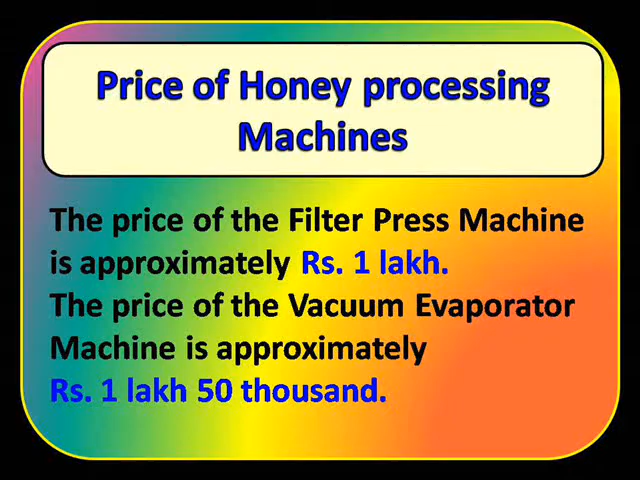 Price of Honey processing
Machines
The price of the Filter Press Machine
is approximately Rs. 1 lakh.
The price of the Vacuum Evaporator
Machine is approximately
Rs. 1 lakh 50 thousand.